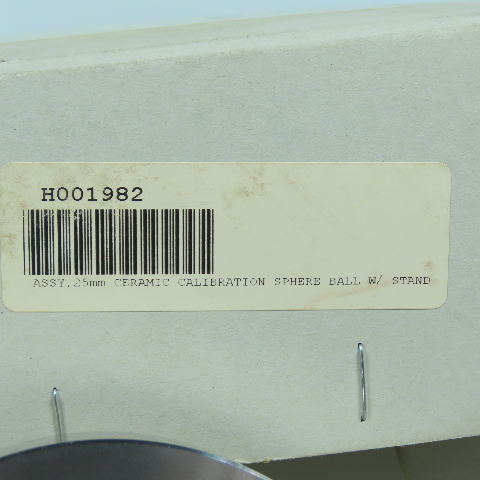 H001982
ASSY,25mm CERAMIC CALIBRATION SPHERE BALL W/ STAND